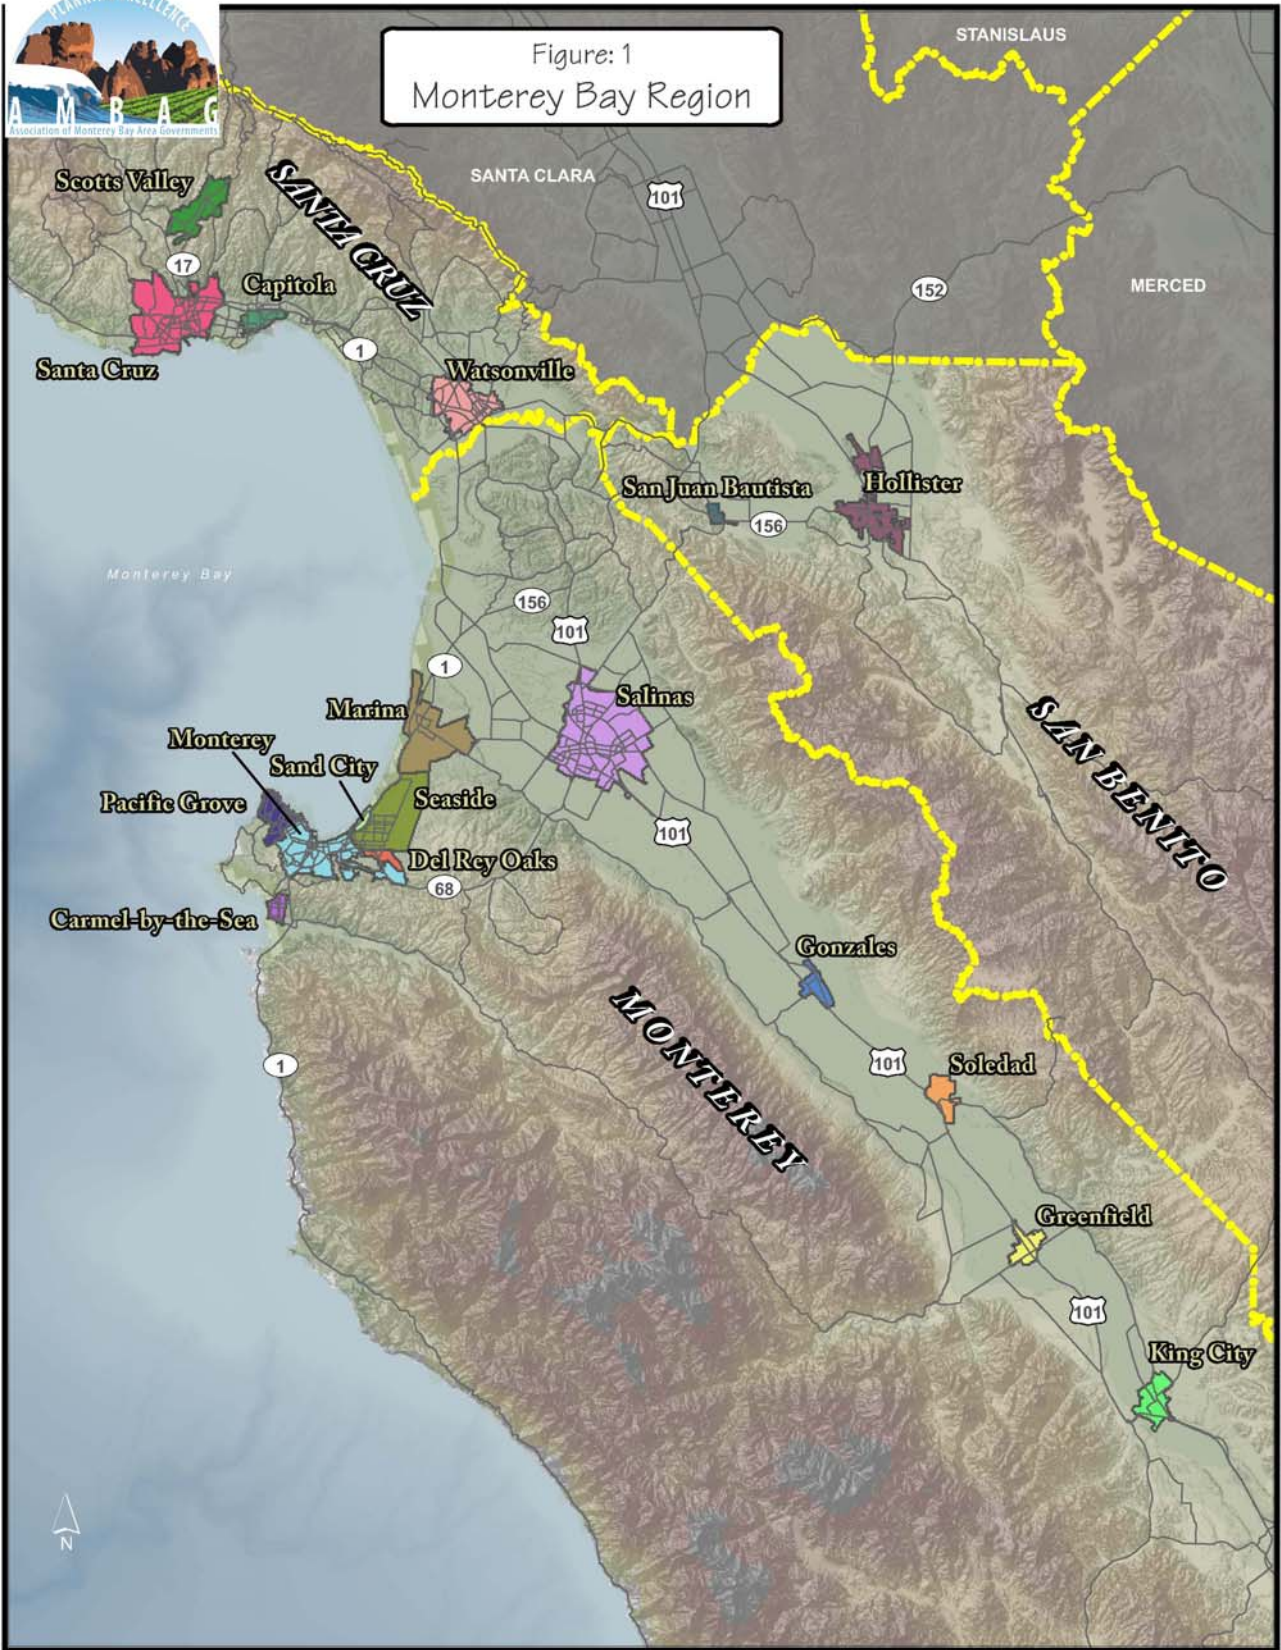 PLANNING EXCELLENCE
A M B A G
Association of Monterey Bay Area Governments
Figure: 1
Monterey Bay Region
STANISLAUS
SANTA CLARA
101
152
MERCED
Scotts Valley
SANTA CRUZ
17
Capitola
1
Santa Cruz
Watsonville
San Juan Bautista
Hollister
156
Monterey Bay
156
101
1
Salinas
Marina
SAN BENITO
Monterey
Sand City
Pacific Grove
Seaside
101
Del Rey Oaks
68
Carmel-by-the-Sea
Gonzales
MONTEREY
1
101
Soledad
Greenfield
101
King City
N